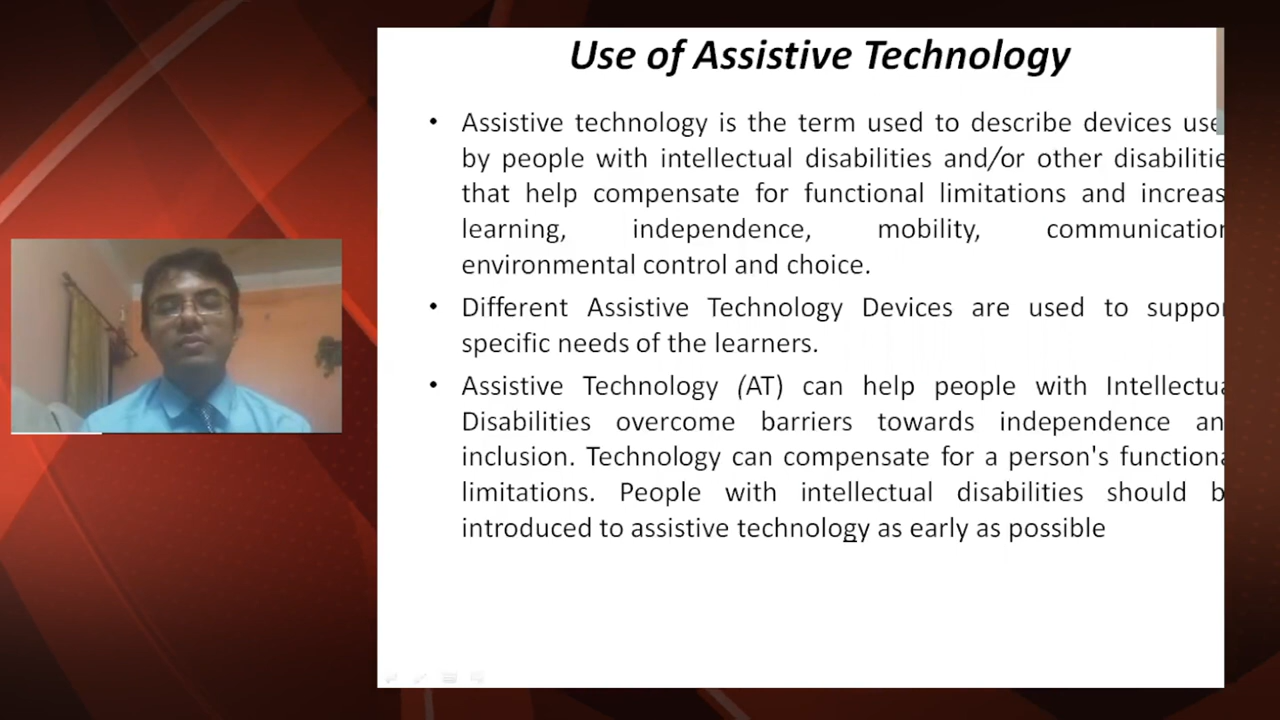 Use of Assistive Technology
• Assistive technology is the term used to describe devices use
by people with intellectual disabilities and/or other disabilitie
that help compensate for functional limitations and increas
learning, independence, mobility, communication
environmental control and choice.
• Different Assistive Technology Devices are used to suppor
specific needs of the learners.
• Assistive Technology (AT) can help people with Intellectua
Disabilities overcome barriers towards independence an
inclusion. Technology can compensate for a person's functiona
limitations. People with intellectual disabilities should b
introduced to assistive technology as early as possible